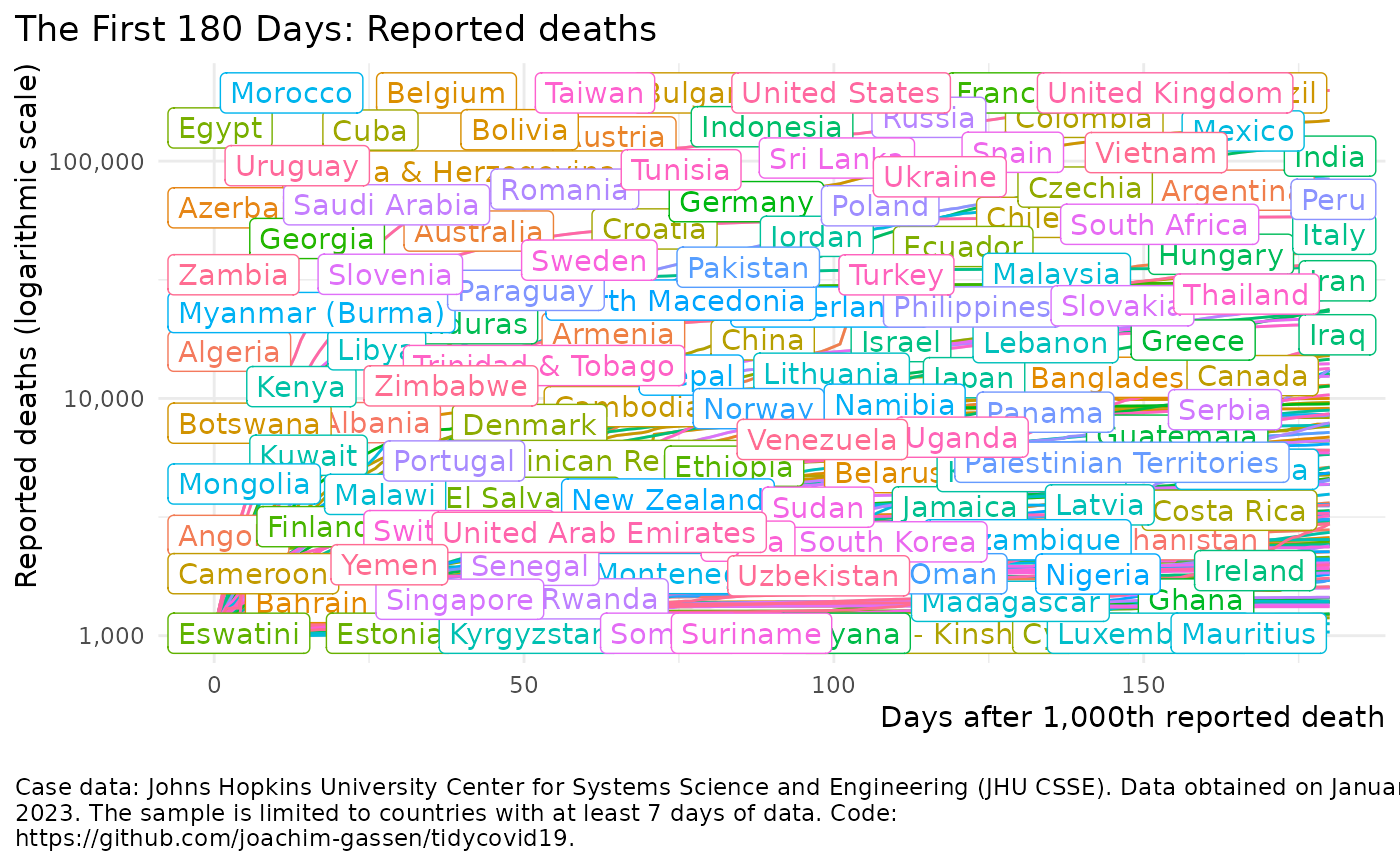 The First 180 Days: Reported deaths
Reported deaths (logarithmic scale)
Morocco Belgium Taiwan United States United Kingdom
Egypt Cuba Bolivia Indonesia Russia Colombia Mexico
Uruguay Tunisia Sri Lanka Ukraine Spain Vietnam India
100,000
Saudi Arabia Romania Germany Poland Czechia Peru
Georgia Australia Croatia Jordan Ecuador Chile South Africa Hungary Italy
Zambia Slovenia Sweden Pakistan Turkey Malaysia Iran
Myanmar (Burma) Paraguay Philippines Slovakia Thailand
Algeria Libya Armenia China Israel Lebanon Greece Iraq
Trinidad & Tobago
Kenya Zimbabwe Lithuania Japan Canada
10,000
Botswana Albania Denmark Norway Namibia Panama Serbia
Kuwait Portugal Venezuela Uganda Guatemala
Mongolia Ethiopia Belarus Palestinian Territories
Malawi New Zealand Sudan Jamaica Latvia Costa Rica
Finland United Arab Emirates South Korea
Cameroon Yemen Senegal Uzbekistan Oman Nigeria Ireland
Bahrain Singapore Rwanda Madagascar Ghana
1,000
Eswatini Estonia Kyrgyzstan Suriname Mauritius
0 50 100 150
Days after 1,000th reported death
Case data: Johns Hopkins University Center for Systems Science and Engineering (JHU CSSE). Data obtained on
2023. The sample is limited to countries with at least 7 days of data. Code:
https://github.com/joachim-gassen/tidycovid19.